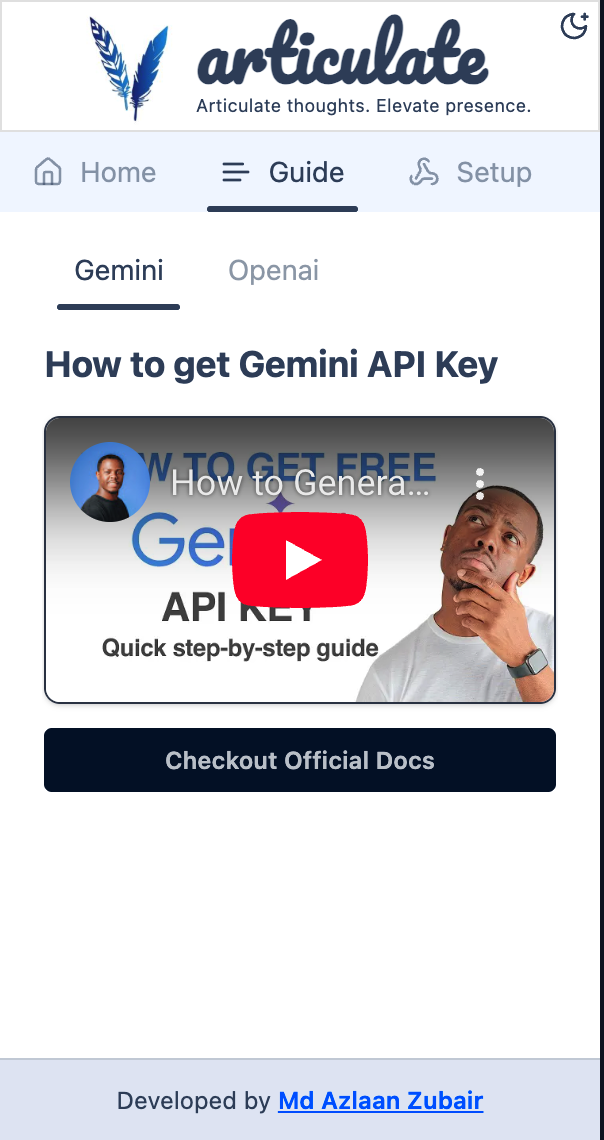 articulate
Articulate thoughts. Elevate presence.
Home Guide Setup
Gemini Openai
How to get Gemini API Key
TO GET FREE
How to Genera...
API KEY
Quick step-by-step guide
Checkout Official Docs
Developed by Md Azlaan Zubair